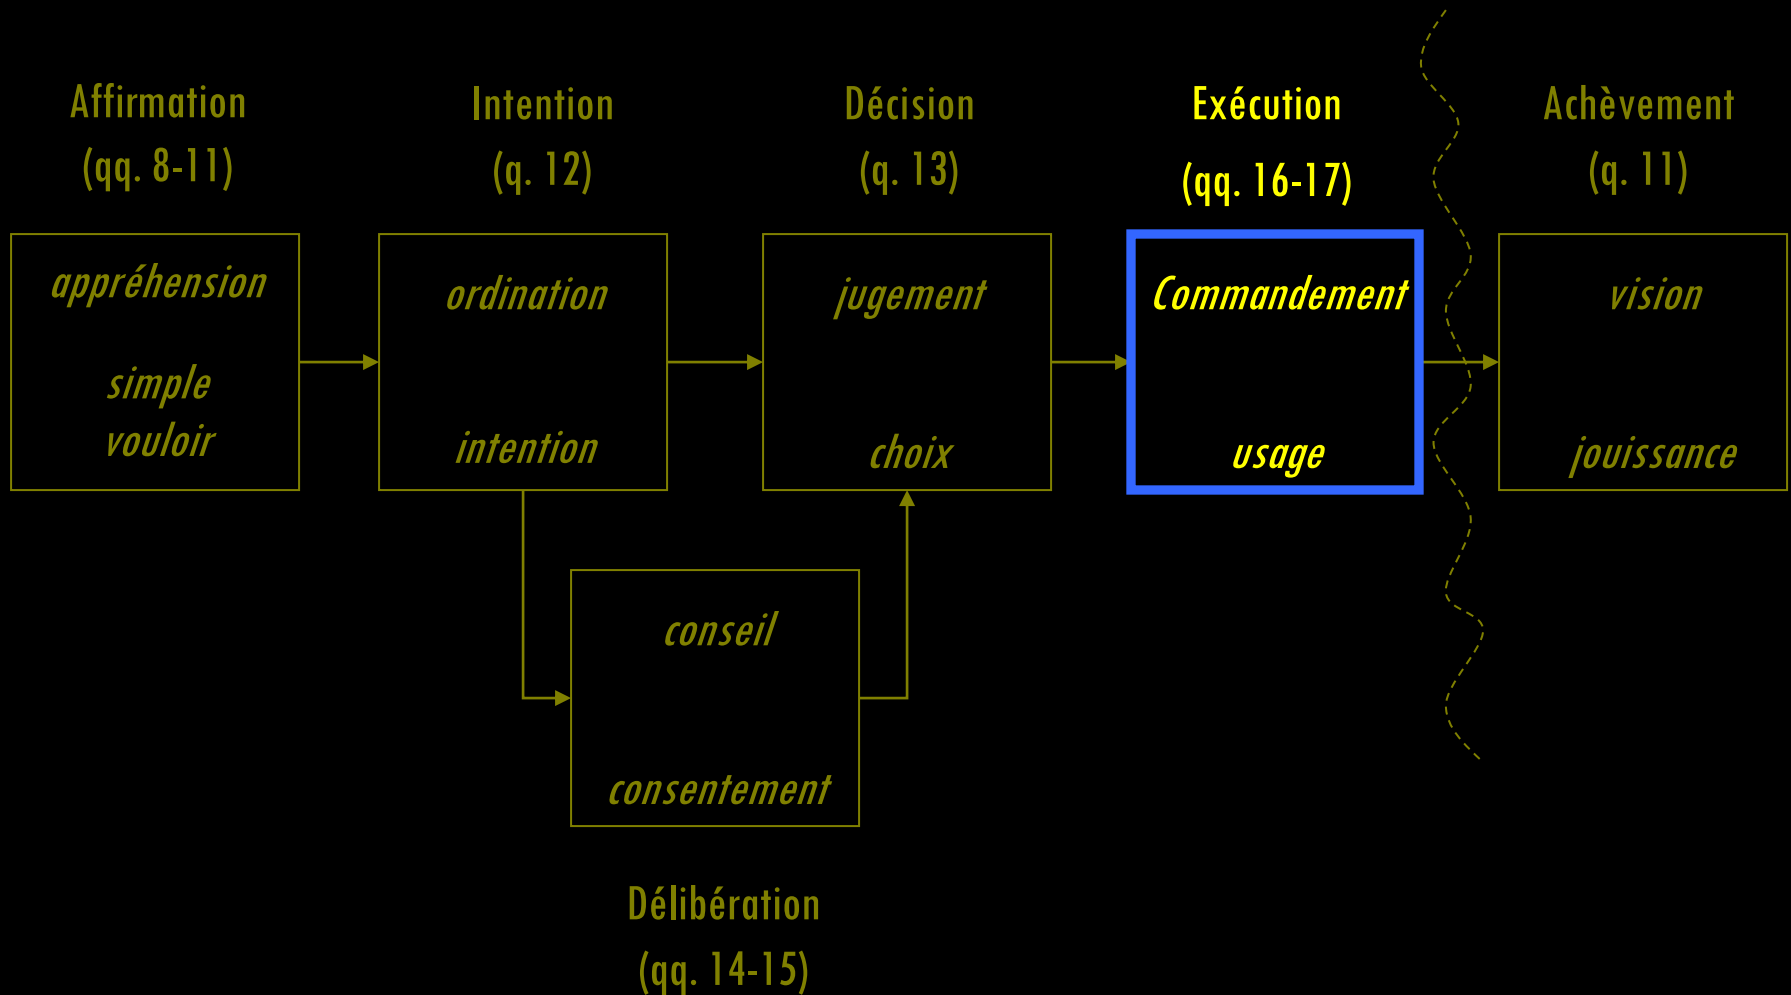 Affirmation
(qq. 8-11)
Intention
(q. 12)
Décision
(q. 13)
Exécution
(qq. 16-17)
Achèvement
(q. 11)
appréhension
simple
vouloir
ordination
intention
jugement
choix
Commandement
usage
vision
jouissance
conseil
consentement
Délibération
(qq. 14-15)